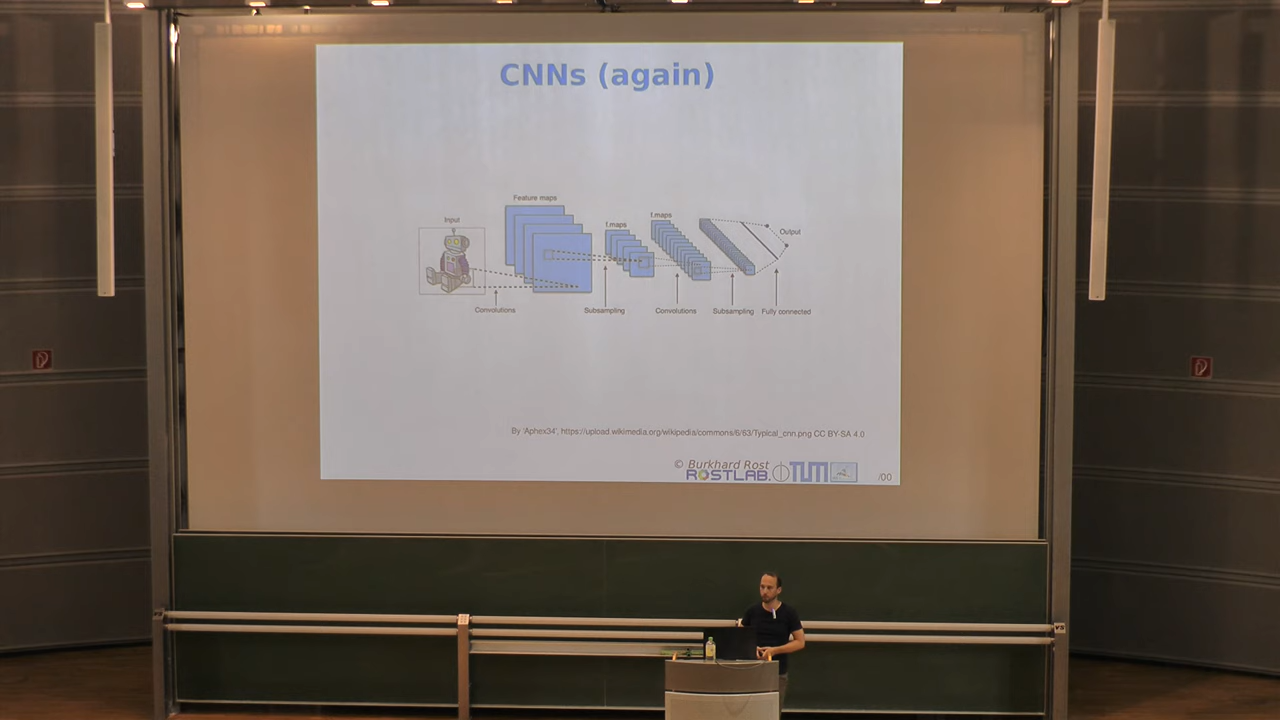 CNNs (again)
Feature maps
Input
f.maps
f.maps
Output
Convolutions
Subsampling
Convolutions
Subsampling
Fully connected
By 'Aphex34', https://upload.wikimedia.org/wikipedia/commons/6/63/Typical_cnn.png CC BY-SA 4.0
© Burkhard Rost
ROSTLAB.
TUM
/00